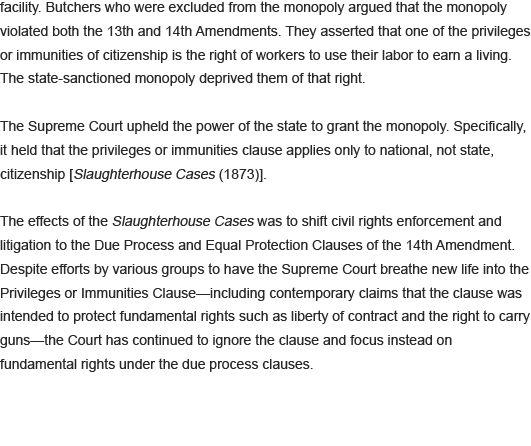 facility. Butchers who were excluded from the monopoly argued that the monopoly
violated both the 13th and 14th Amendments. They asserted that one of the privileges
or immunities of citizenship is the right of workers to use their labor to earn a living.
The state-sanctioned monopoly deprived them of that right.
The Supreme Court upheld the power of the state to grant the monopoly. Specifically,
it held that the privileges or immunities clause applies only to national, not state,
citizenship [Slaughterhouse Cases (1873)].
The effects of the Slaughterhouse Cases was to shift civil rights enforcement and
litigation to the Due Process and Equal Protection Clauses of the 14th Amendment.
Despite efforts by various groups to have the Supreme Court breathe new life into the
Privileges or Immunities Clause—including contemporary claims that the clause was
intended to protect fundamental rights such as liberty of contract and the right to carry
guns—the Court has continued to ignore the clause and focus instead on
fundamental rights under the due process clauses.